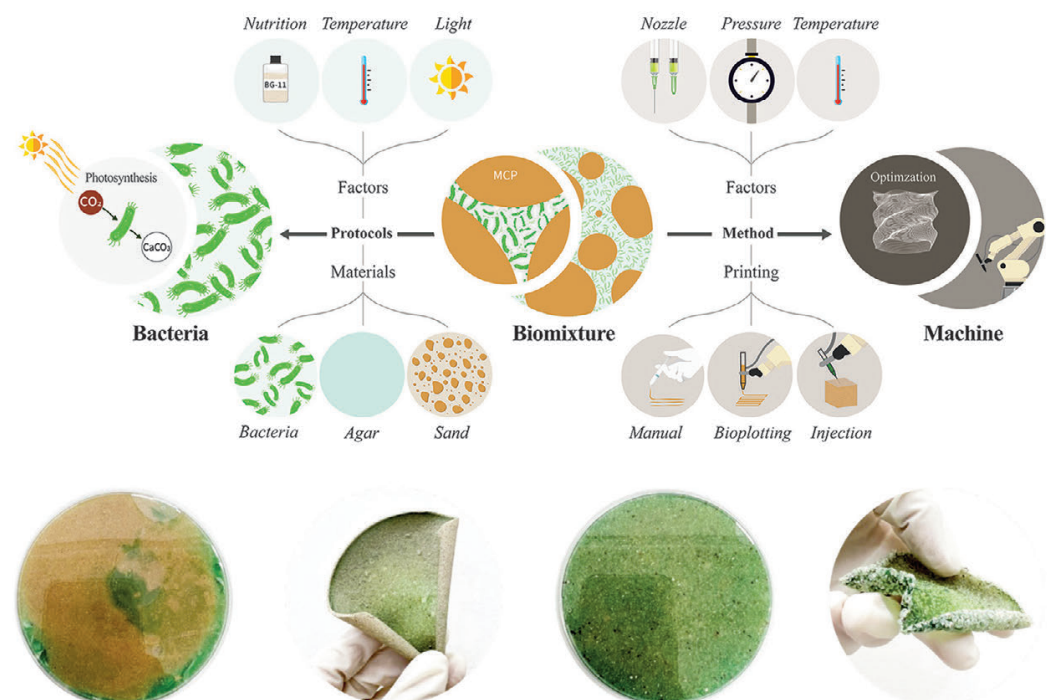 Nutrition
Temperature
Light
Nozzle
Pressure
Temperature
BG-11
Photosynthesis
CO₂
CaCO₃
Bacteria
Factors
Protocols
Materials
MCP
Biomixture
Factors
Method
Printing
Optimzation
Machine
Bacteria
Agar
Sand
Manual
Bioplotting
Injection